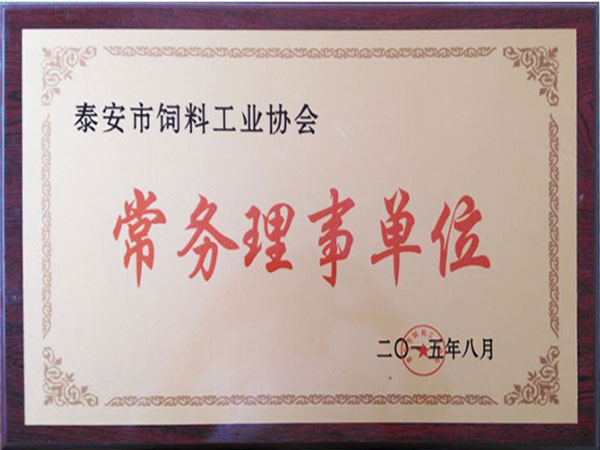 泰安市饲料工业协会
常务理事单位
二〇一五年八月